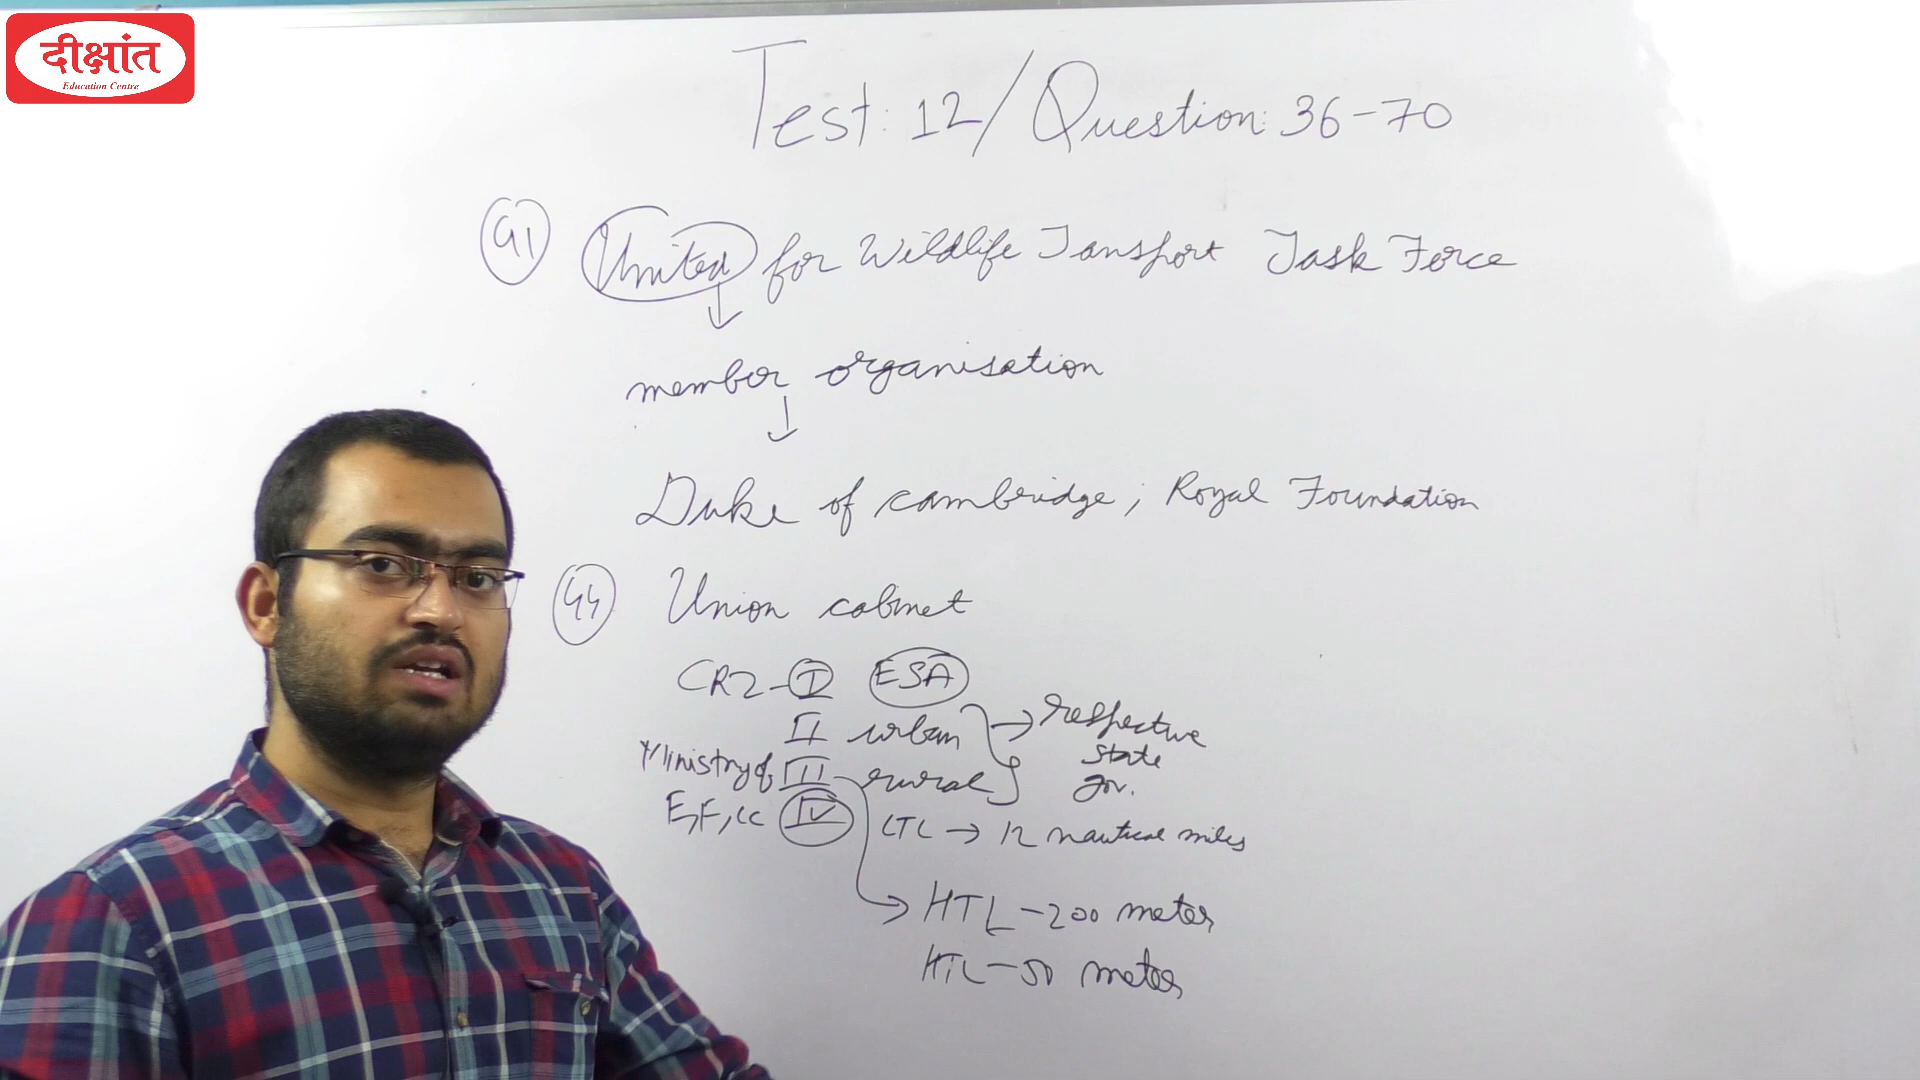 दीक्षांत
Education Centre
Test: 12/Question: 36-70
41 United for Wildlife Tansport Task Force
member organisation
Duke of cambridge; Royal Foundation
44 Union cabinet
CRZ-I ESA
II urban → respective
State
Gov.
Ministry of III rural
E,F,CC IV LTL → 12 nautical miles
HTL-200 meter
HTL-50 meter